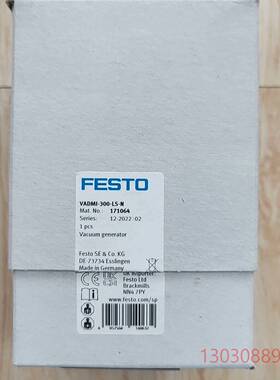 FESTO
VADMI-300-LS-N
Mat. No.: 171064
Series: 12-2022: 02
1 pcs
Vacuum generator
Festo SE & Co. KG
DE-73734 Esslingen
Made in Germany
UK Importer:
Festo Ltd
Brackmills
NN4 7PY
www.festo.com/sp
13030889